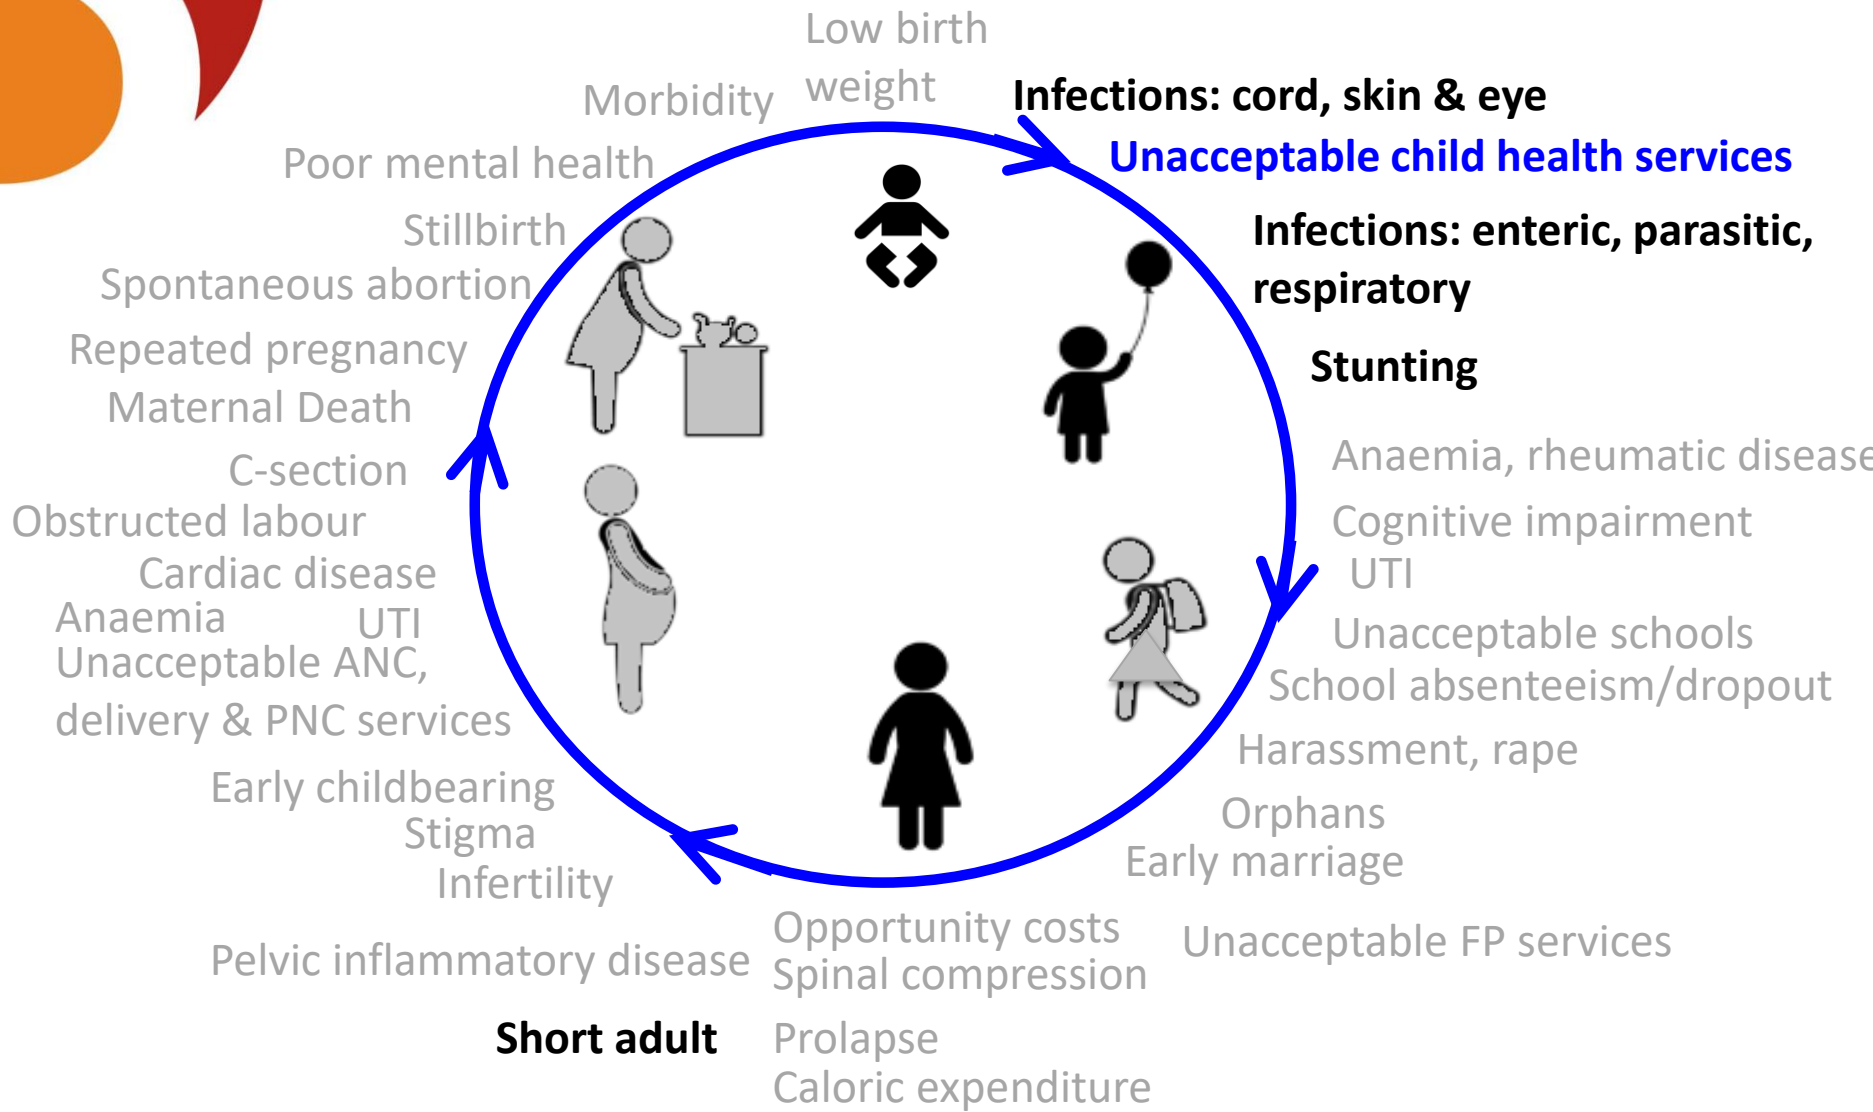 Low birth
weight
Morbidity
Infections: cord, skin & eye
Unacceptable child health services
Infections: enteric, parasitic,
respiratory
Stunting
Anaemia, rheumatic disease
Cognitive impairment
UTI
Unacceptable schools
School absenteeism/dropout
Harassment, rape
Orphans
Early marriage
Unacceptable FP services
Opportunity costs
Spinal compression
Prolapse
Caloric expenditure
Short adult
Pelvic inflammatory disease
Infertility
Stigma
Early childbearing
Unacceptable ANC,
delivery & PNC services
Anaemia
UTI
Cardiac disease
Obstructed labour
C-section
Maternal Death
Repeated pregnancy
Spontaneous abortion
Stillbirth
Poor mental health